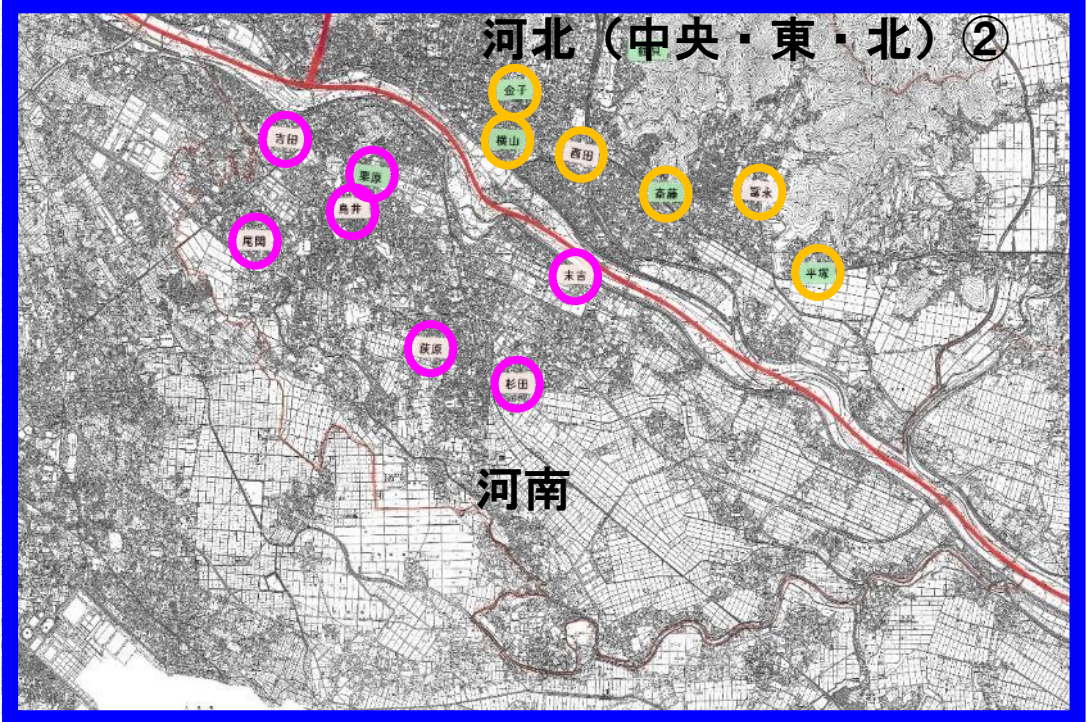 河北（中央・東・北）②
金子
吉田
横山
西田
栗原
斎藤
冨永
鳥井
尾関
平塚
末吉
荻原
杉田
河南